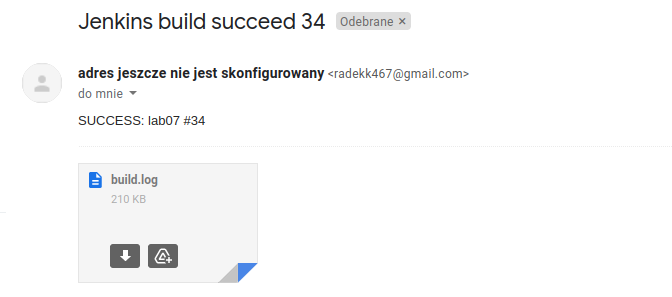 Jenkins build succeed 34 Odebrane ×
adres jeszcze nie jest skonfigurowany <radekk467@gmail.com>
do mnie
SUCCESS: lab07 #34
build.log
210 KB